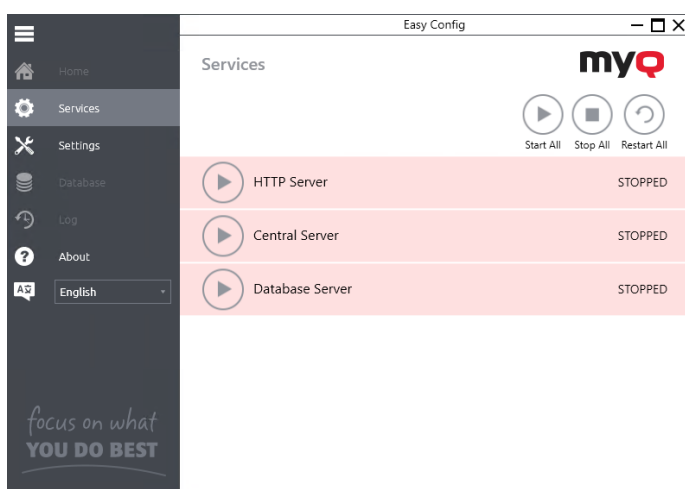 Easy Config
Home
Services
Settings
Database
Log
About
English
focus on what
YOU DO BEST
Services
myQ
Start All
Stop All
Restart All
HTTP Server
STOPPED
Central Server
STOPPED
Database Server
STOPPED